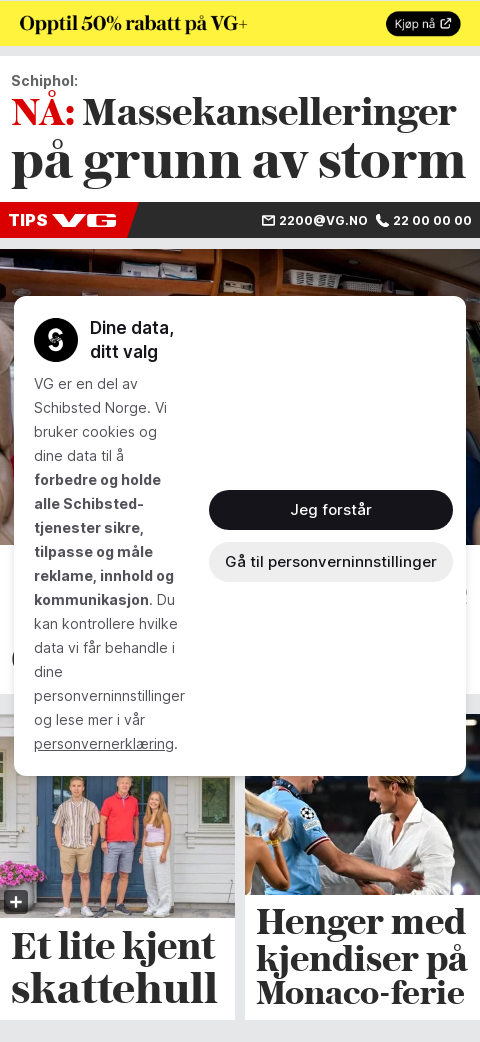 Opptil 50% rabatt på VG+
Kjøp nå
Schiphol:
NÅ: Massekanselleringer
på grunn av storm
TIPS VG
2200@VG.NO 22 00 00 00
Dine data,
ditt valg
VG er en del av
Schibsted Norge. Vi
bruker cookies og
dine data til å
forbedre og holde
alle Schibsted-
tjenester sikre,
tilpasse og måle
reklame, innhold og
kommunikasjon. Du
kan kontrollere hvilke
data vi får behandle i
dine
personverninnstillinger
og lese mer i vår
personvernerklæring.
Jeg forstår
Gå til personverninnstillinger
Et lite kjent
skattehull
Henger med
kjendiser på
Monaco-ferie